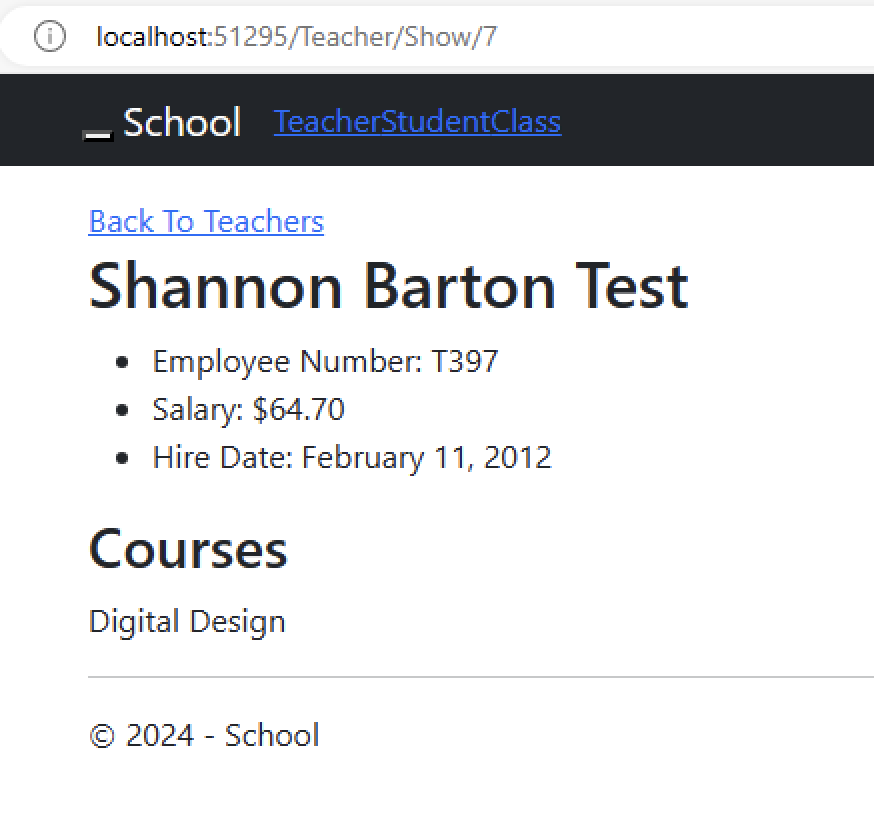 localhost:51295/Teacher/Show/7
School TeacherStudentClass
Back To Teachers
Shannon Barton Test
• Employee Number: T397
• Salary: $64.70
• Hire Date: February 11, 2012
Courses
Digital Design
© 2024 - School